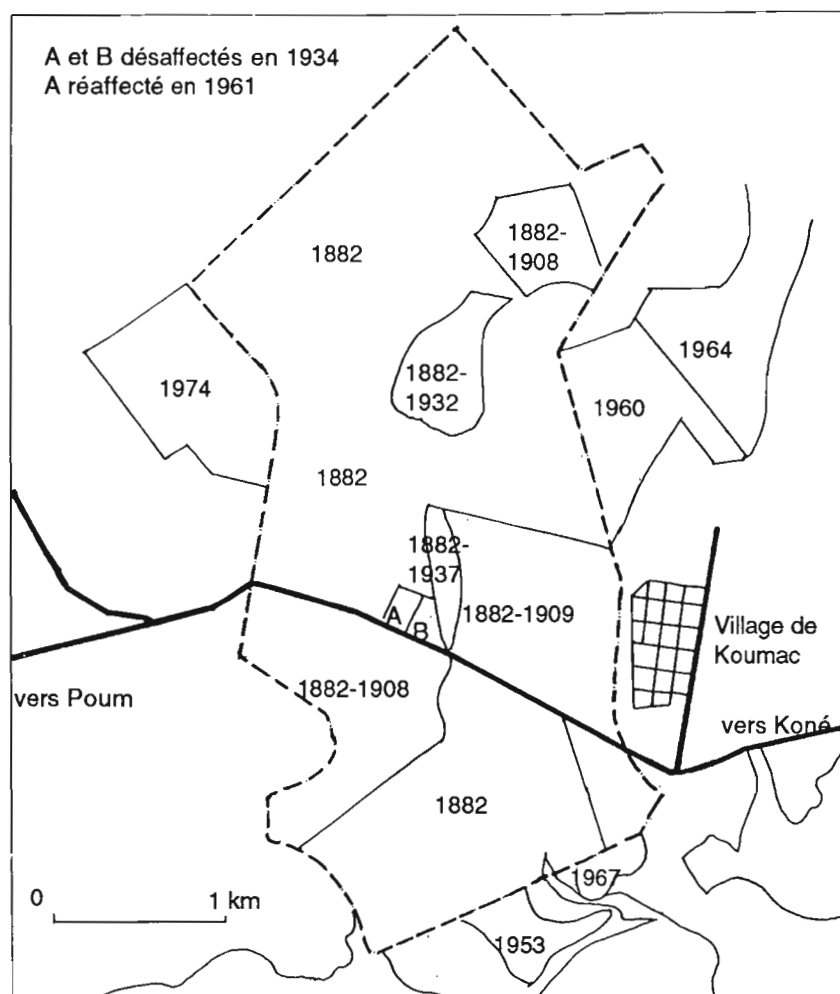 A et B désaffectés en 1934
A réaffecté en 1961
1882
1882-
1908
1964
1882-
1932
1974
1960
1882
1882-
1937
A
B
1882-1909
Village de
Koumac
1882-1908
vers Poum
vers Koné
1882
1967
0
1 km
1953